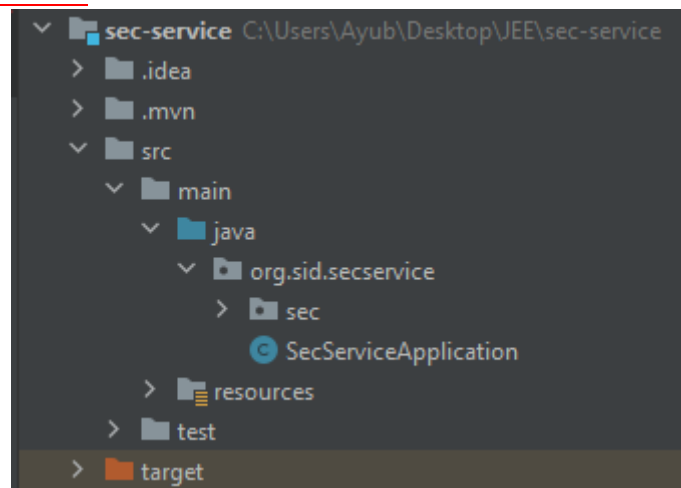 sec-service C:\Users\Ayub\Desktop\JEE\sec-service
.idea
.mvn
src
main
java
org.sid.secservice
sec
C SecServiceApplication
resources
test
target